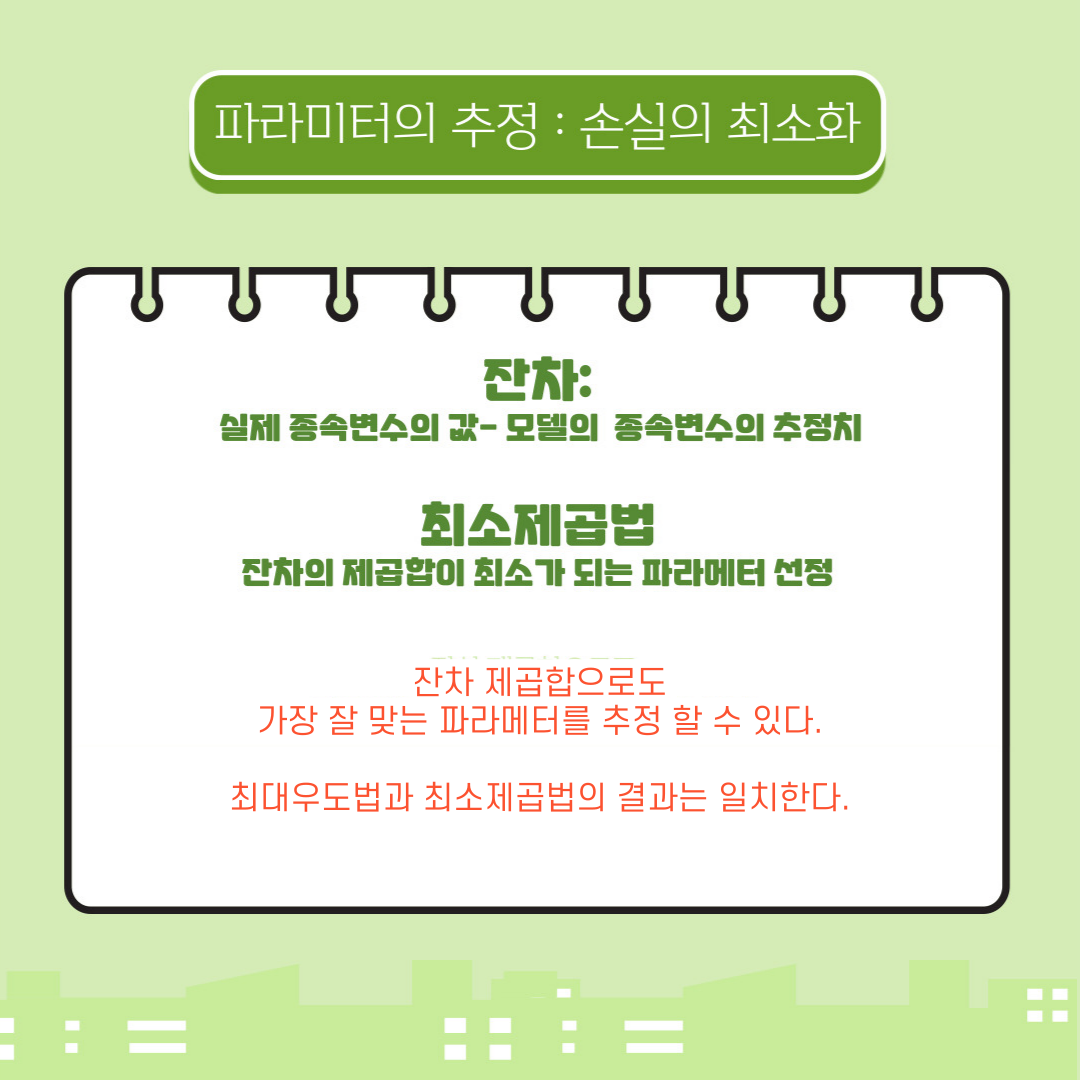 파라미터의 추정 : 손실의 최소화
잔차:
실제 종속변수의 값- 모델의 종속변수의 추정치
최소제곱법
잔차의 제곱합이 최소가 되는 파라메터 선정
잔차 제곱합으로도
가장 잘 맞는 파라메터를 추정 할 수 있다.
최대우도법과 최소제곱법의 결과는 일치한다.